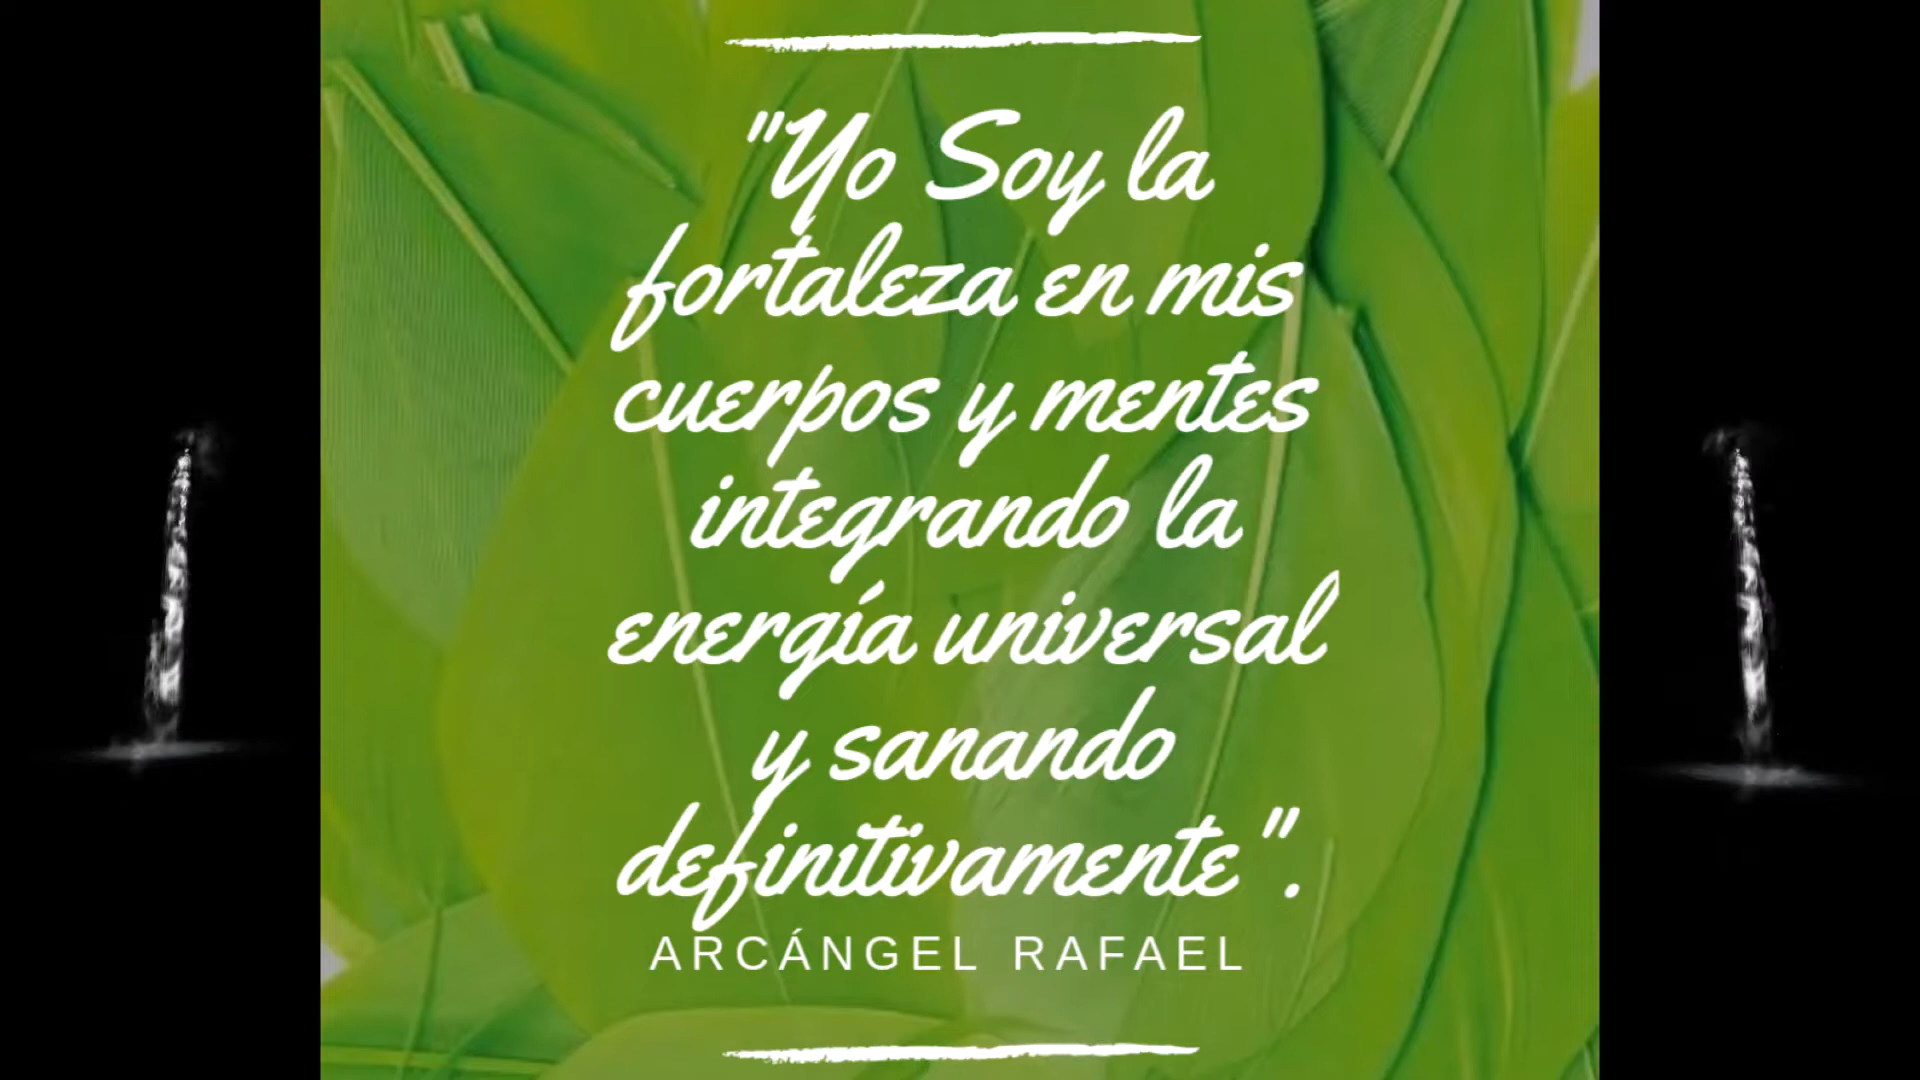 "Yo Soy la
fortaleza en mis
cuerpos y mentes
integrando la
energía universal
y sanando
definitivamente".
ARCÁNGEL RAFAEL